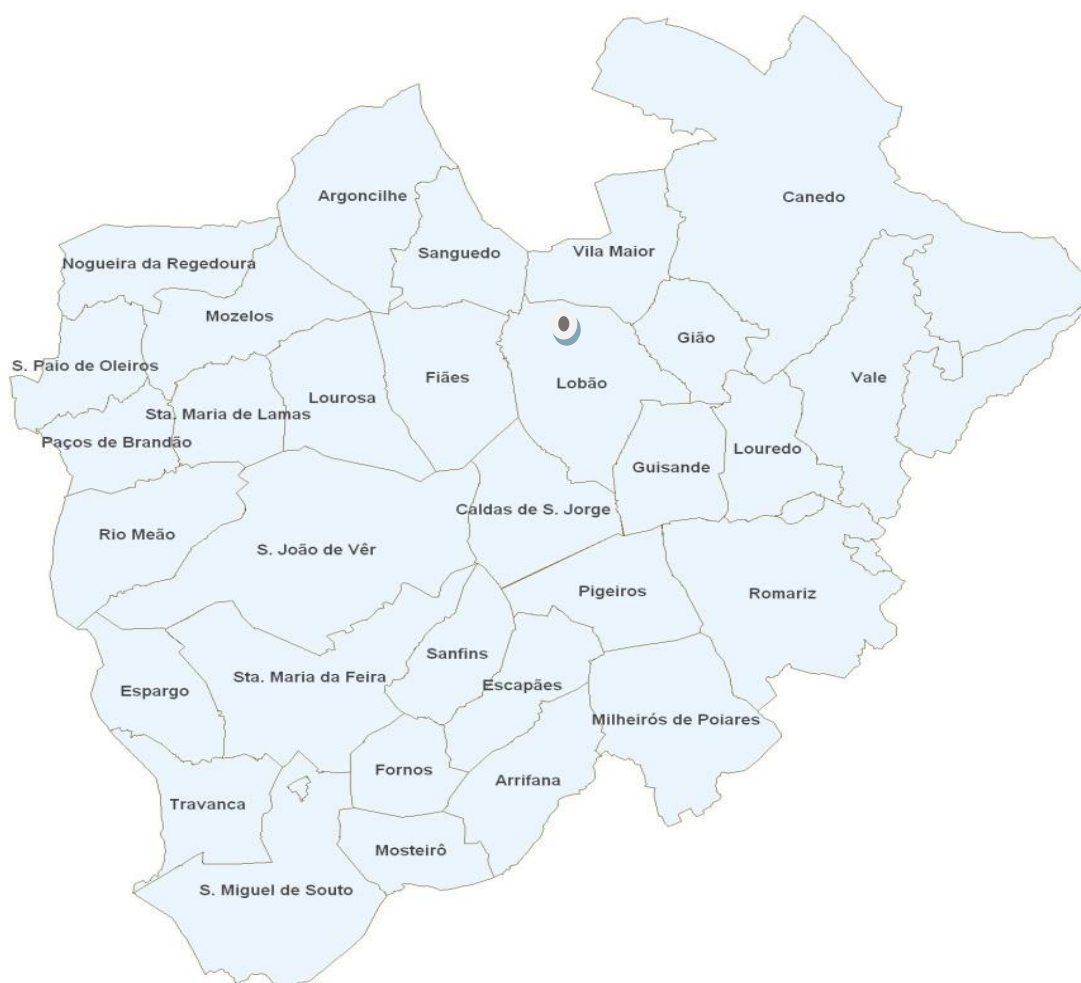 Canedo
Argoncilhe
Sanguedo
Vila Maior
Nogueira da Regedoura
Mozelos
Gião
S. Paio de Oleiros
Fiães
Lobão
Vale
Lourosa
Sta. Maria de Lamas
Paços de Brandão
Louredo
Guisande
Caldas de S. Jorge
Rio Meão
S. João de Vêr
Pigeiros
Romariz
Sanfins
Sta. Maria da Feira
Escapães
Espargo
Milheirós de Poiares
Fornos
Arrifana
Travanca
Mosteirô
S. Miguel de Souto